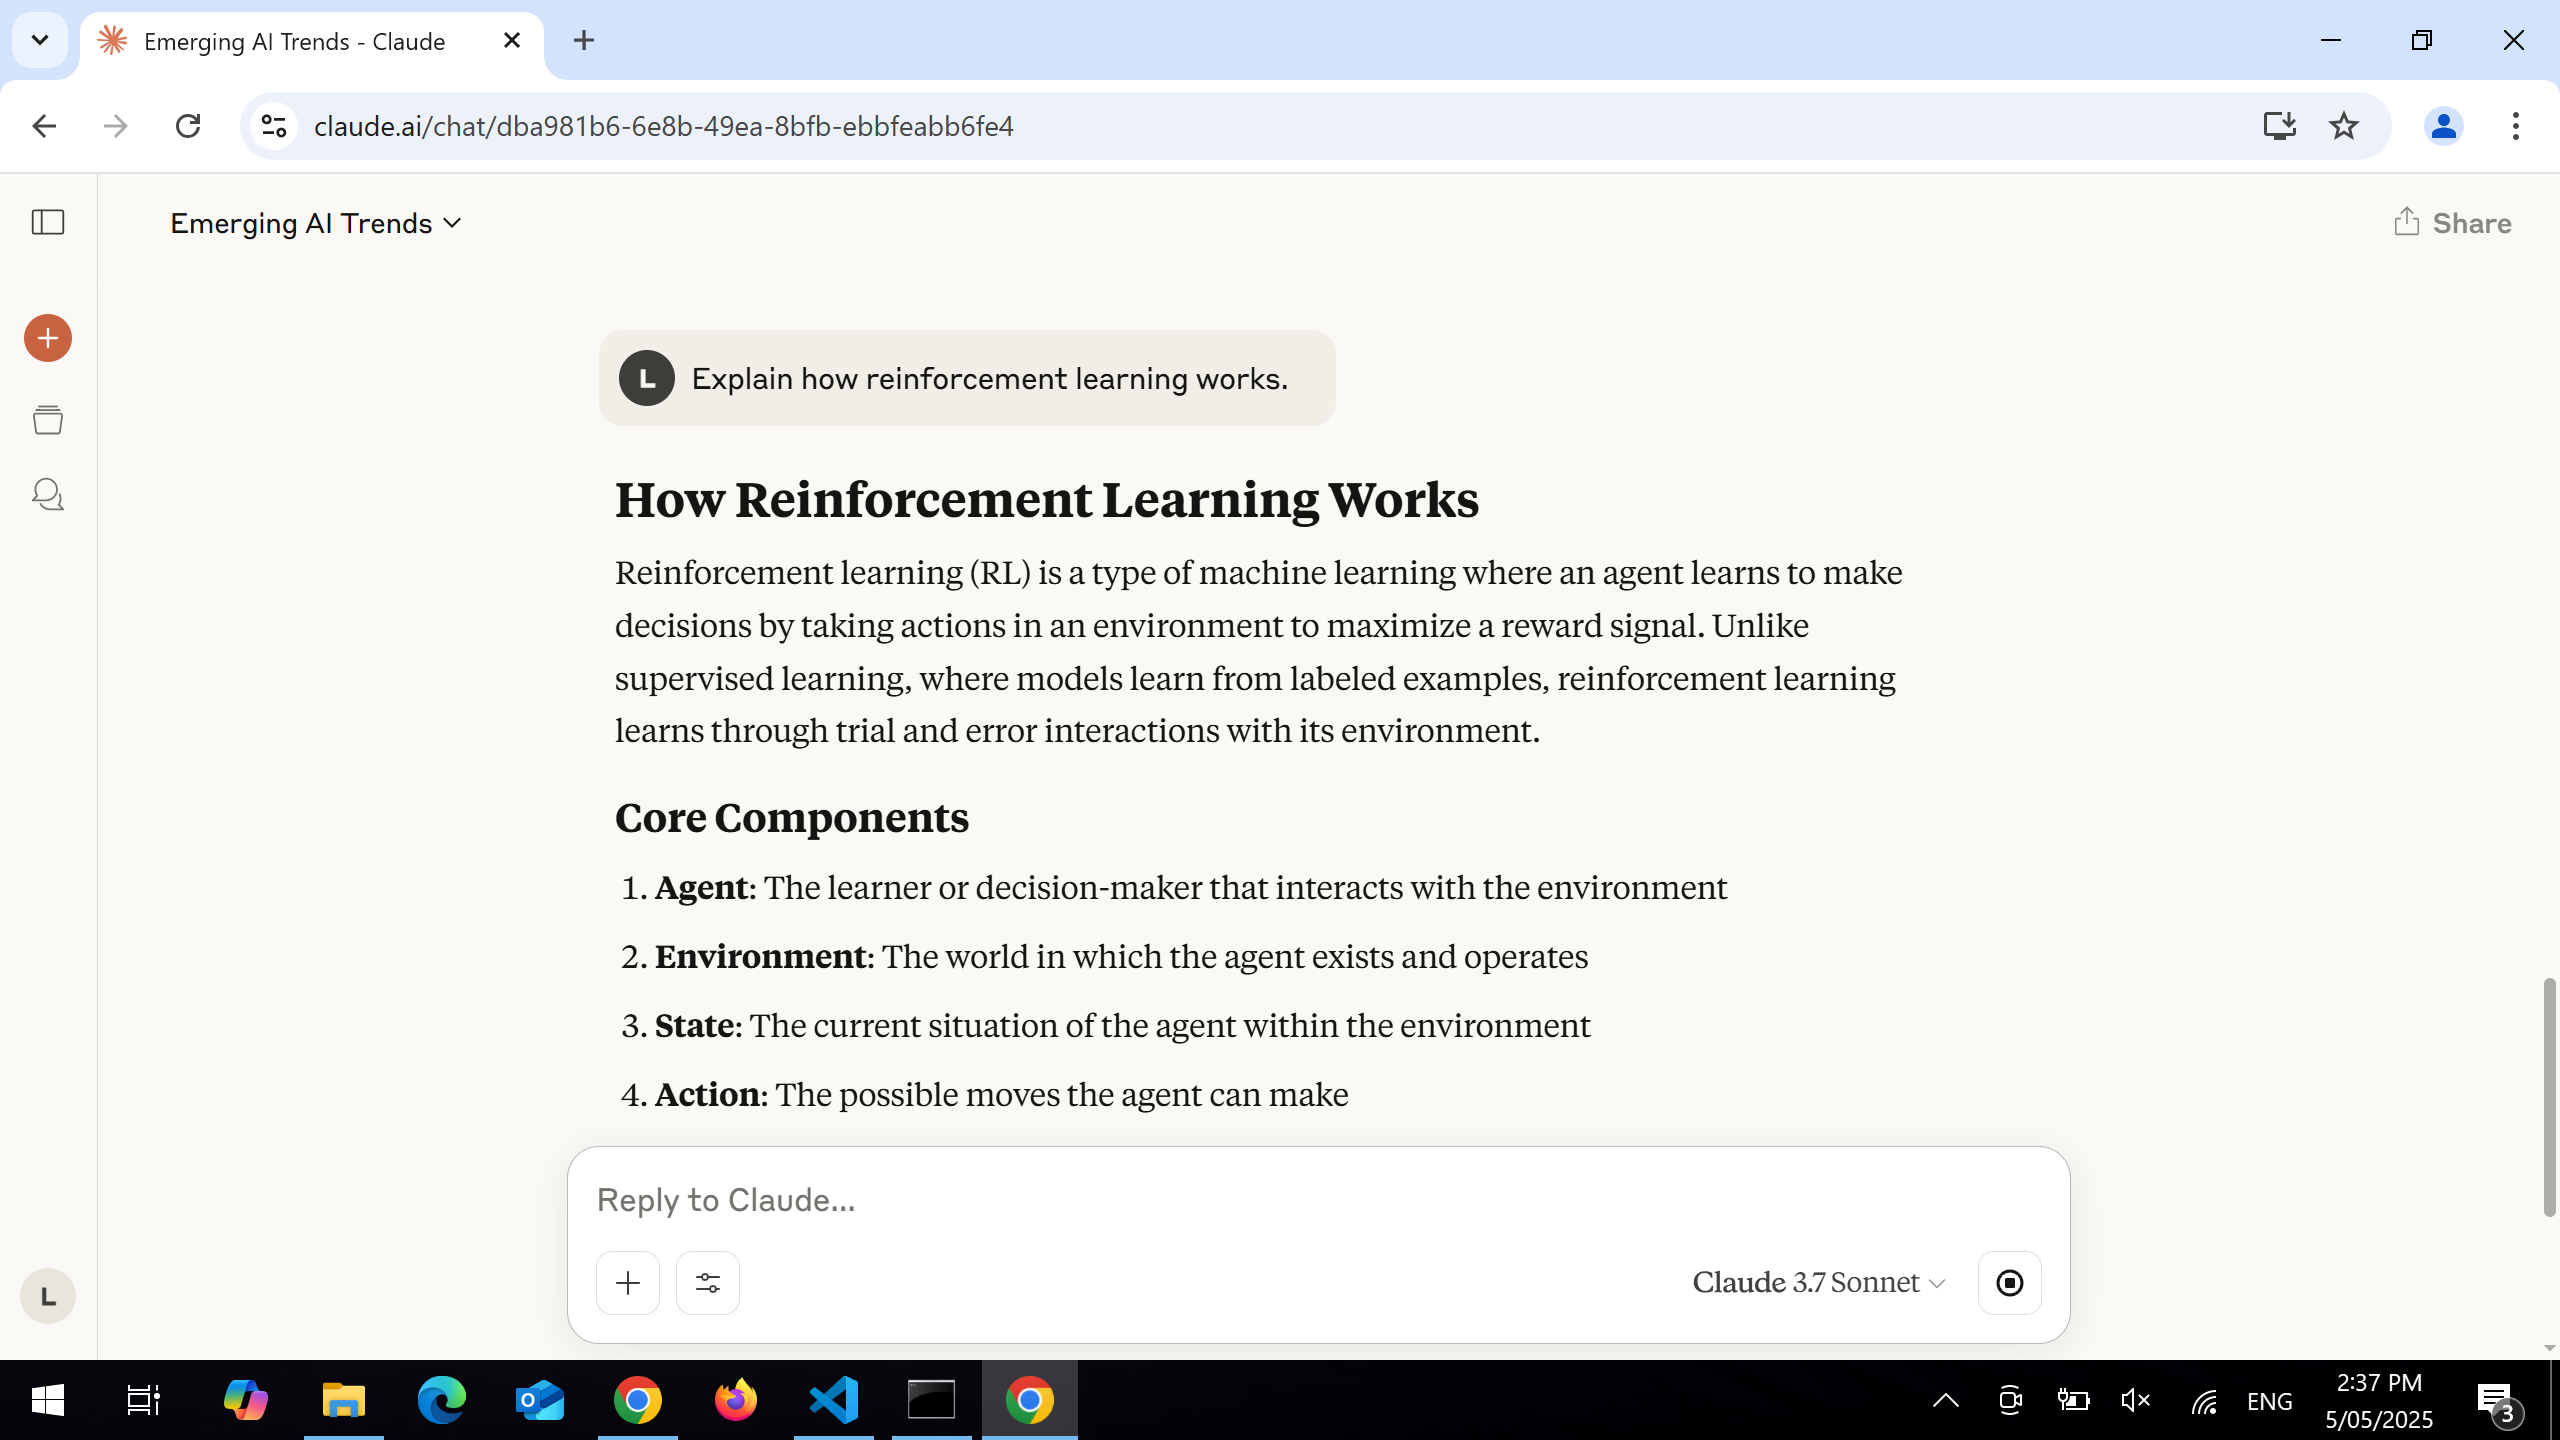 Emerging AI Trends - Claude
claude.ai/chat/dba981b6-6e8b-49ea-8bfb-ebbfeabb6fe4
Emerging AI Trends
Share
L
Explain how reinforcement learning works.
How Reinforcement Learning Works
Reinforcement learning (RL) is a type of machine learning where an agent learns to make
decisions by taking actions in an environment to maximize a reward signal. Unlike
supervised learning, where models learn from labeled examples, reinforcement learning
learns through trial and error interactions with its environment.
Core Components
1. Agent: The learner or decision-maker that interacts with the environment
2. Environment: The world in which the agent exists and operates
3. State: The current situation of the agent within the environment
4. Action: The possible moves the agent can make
Reply to Claude...
Claude 3.7 Sonnet
L
ENG
2:37 PM
5/05/2025
3